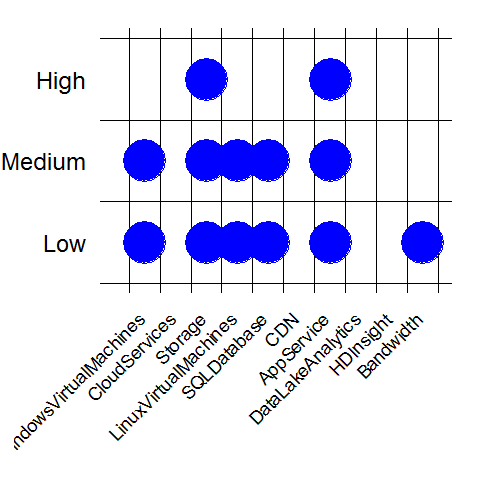 High
Medium
Low
ndowsVirtualMachines
CloudServices
Storage
LinuxVirtualMachines
SQLDatabase
CDN
AppService
DataLakeAnalytics
HDInsight
Bandwidth